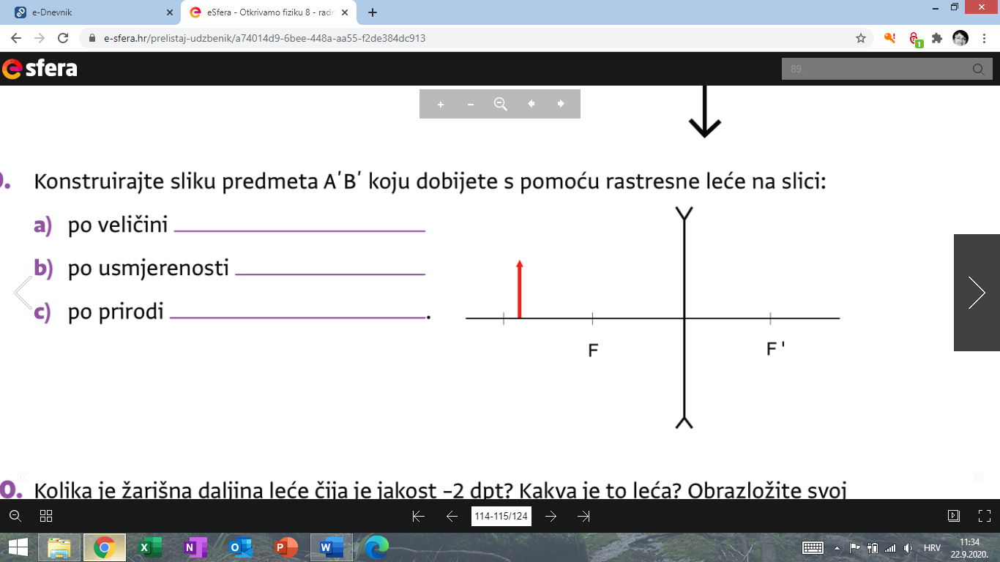 e-Dnevnik
eSfera - Otkrivamo fiziku 8 - radn
e-sfera.hr/prelistaj-udzbenik/a74014d9-6bee-448a-aa55-f2de384dc913
1
esfera
89.
Konstruirajte sliku predmeta A′B′ koju dobijete s pomoću rastresne leće na slici:
a) po veličini
b) po usmjerenosti
c) po prirodi .
F
F '
0. Kolika je žarišna daljina leće čija je jakost –2 dpt? Kakva je to leća? Obrazložite svoj
114-115/124
HRV
11:34
22.9.2020.